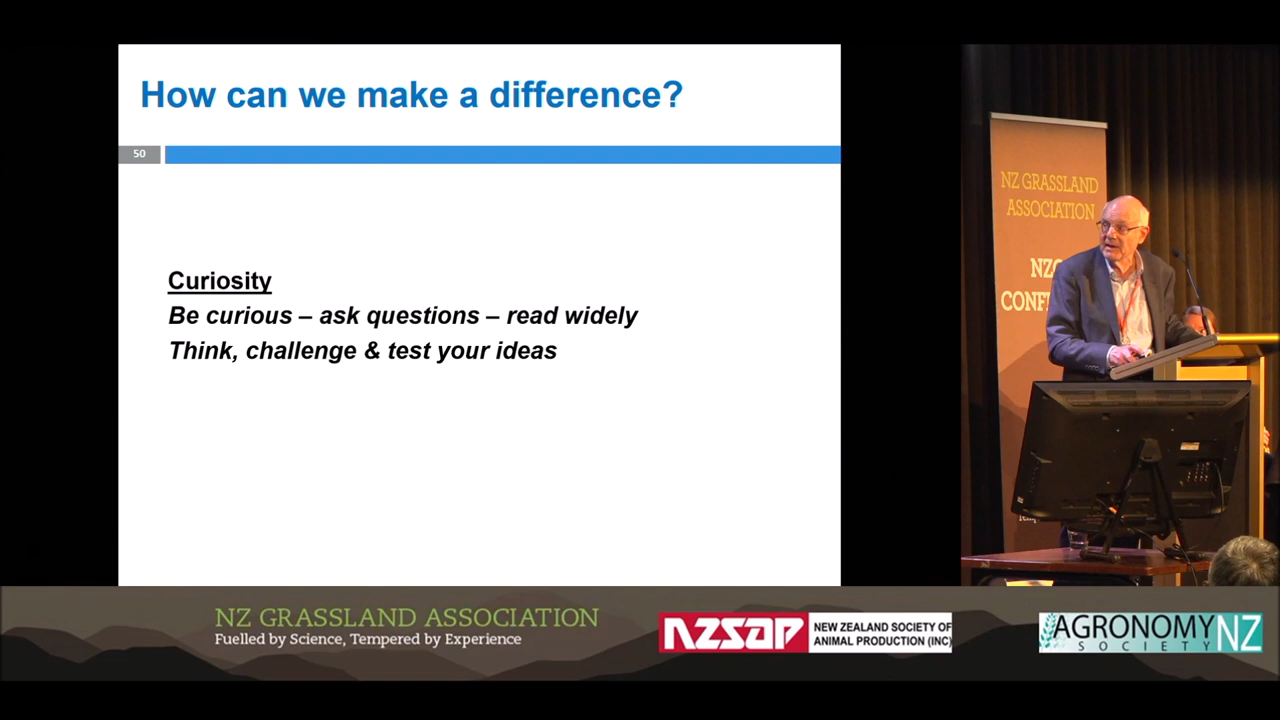 How can we make a difference?
50
Curiosity
Be curious – ask questions – read widely
Think, challenge & test your ideas
NZ GRASSLAND
ASSOCIATION
NZ GRASSLAND ASSOCIATION
Fuelled by Science, Tempered by Experience
NZSAP
NEW ZEALAND SOCIETY OF
ANIMAL PRODUCTION (INC)
AGRONOMY NZ
SOCIETY